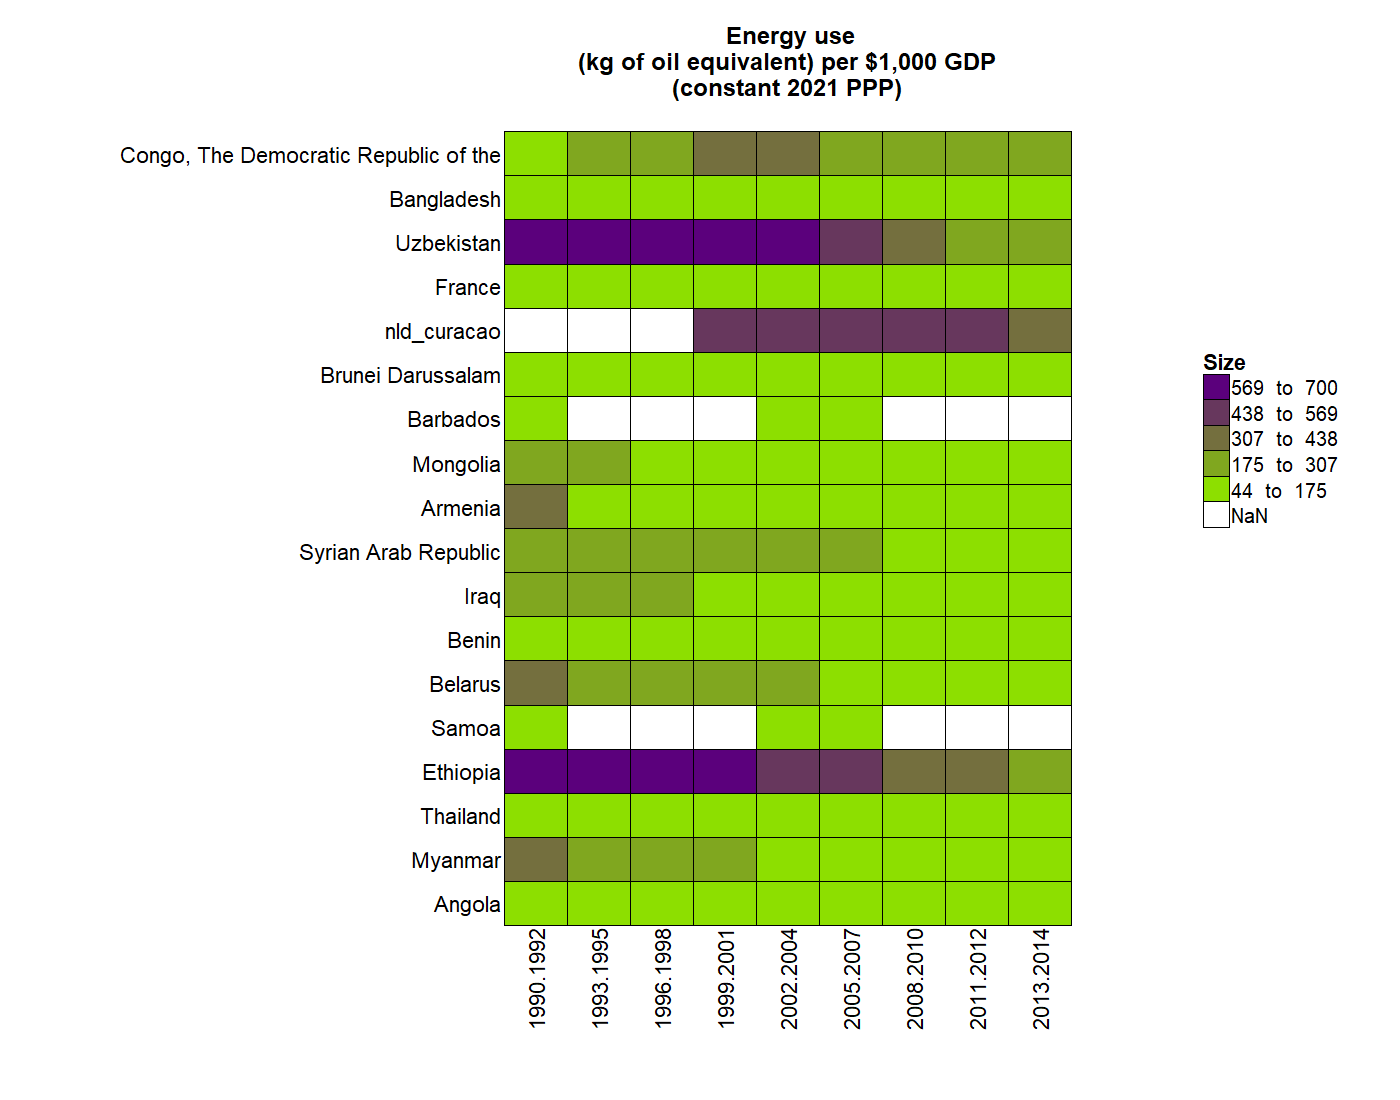 Energy use
(kg of oil equivalent) per $1,000 GDP
(constant 2021 PPP)
Congo, The Democratic Republic of the
Bangladesh
Uzbekistan
France
nld_curacao
Brunei Darussalam
Barbados
Mongolia
Armenia
Syrian Arab Republic
Iraq
Benin
Belarus
Samoa
Ethiopia
Thailand
Myanmar
Angola
1990.1992
1993.1995
1996.1998
1999.2001
2002.2004
2005.2007
2008.2010
2011.2012
2013.2014
Size
569 to 700
438 to 569
307 to 438
175 to 307
44 to 175
NaN